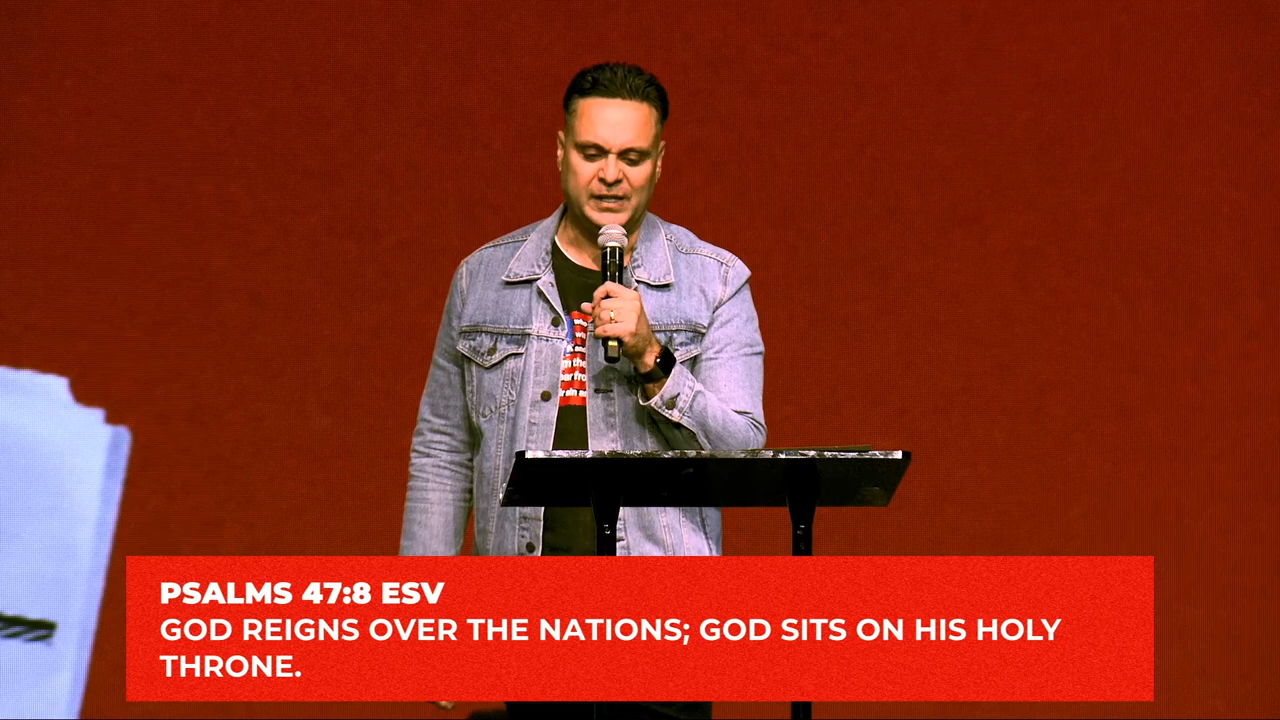 PSALMS 47:8 ESV
GOD REIGNS OVER THE NATIONS; GOD SITS ON HIS HOLY
THRONE.